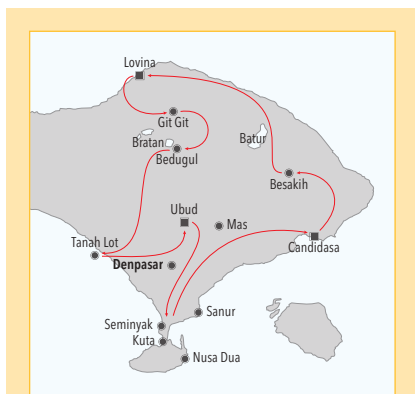 Lovina
Git Git
Bratan
Bedugul
Batur
Besakih
Ubud
Mas
Tanah Lot
Candidasa
Denpasar
Sanur
Seminyak
Kuta
Nusa Dua